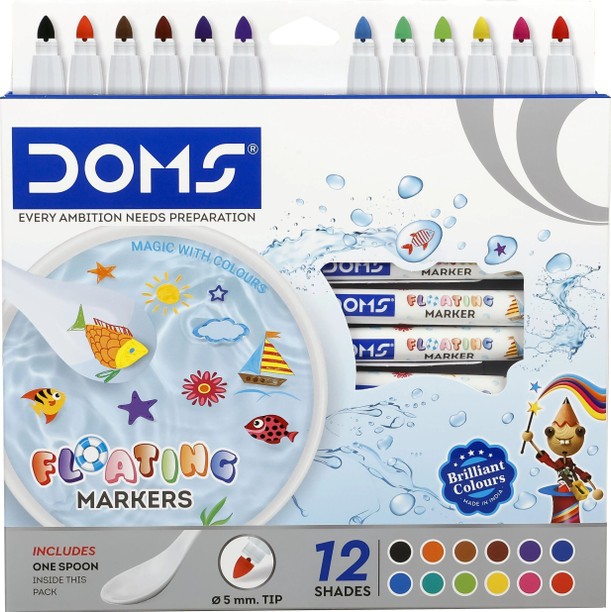 DOMS®
EVERY AMBITION NEEDS PREPARATION
MAGIC WITH COLOURS
DOMS MARKER
DOMS FLOATING
MARKER
DOMS FLOATING
MARKER
FLOATING
MARKERS
Brilliant
Colours
MADE IN INDIA
INCLUDES
ONE SPOON
INSIDE THIS
PACK
Ø 5 mm. TIP
12
SHADES